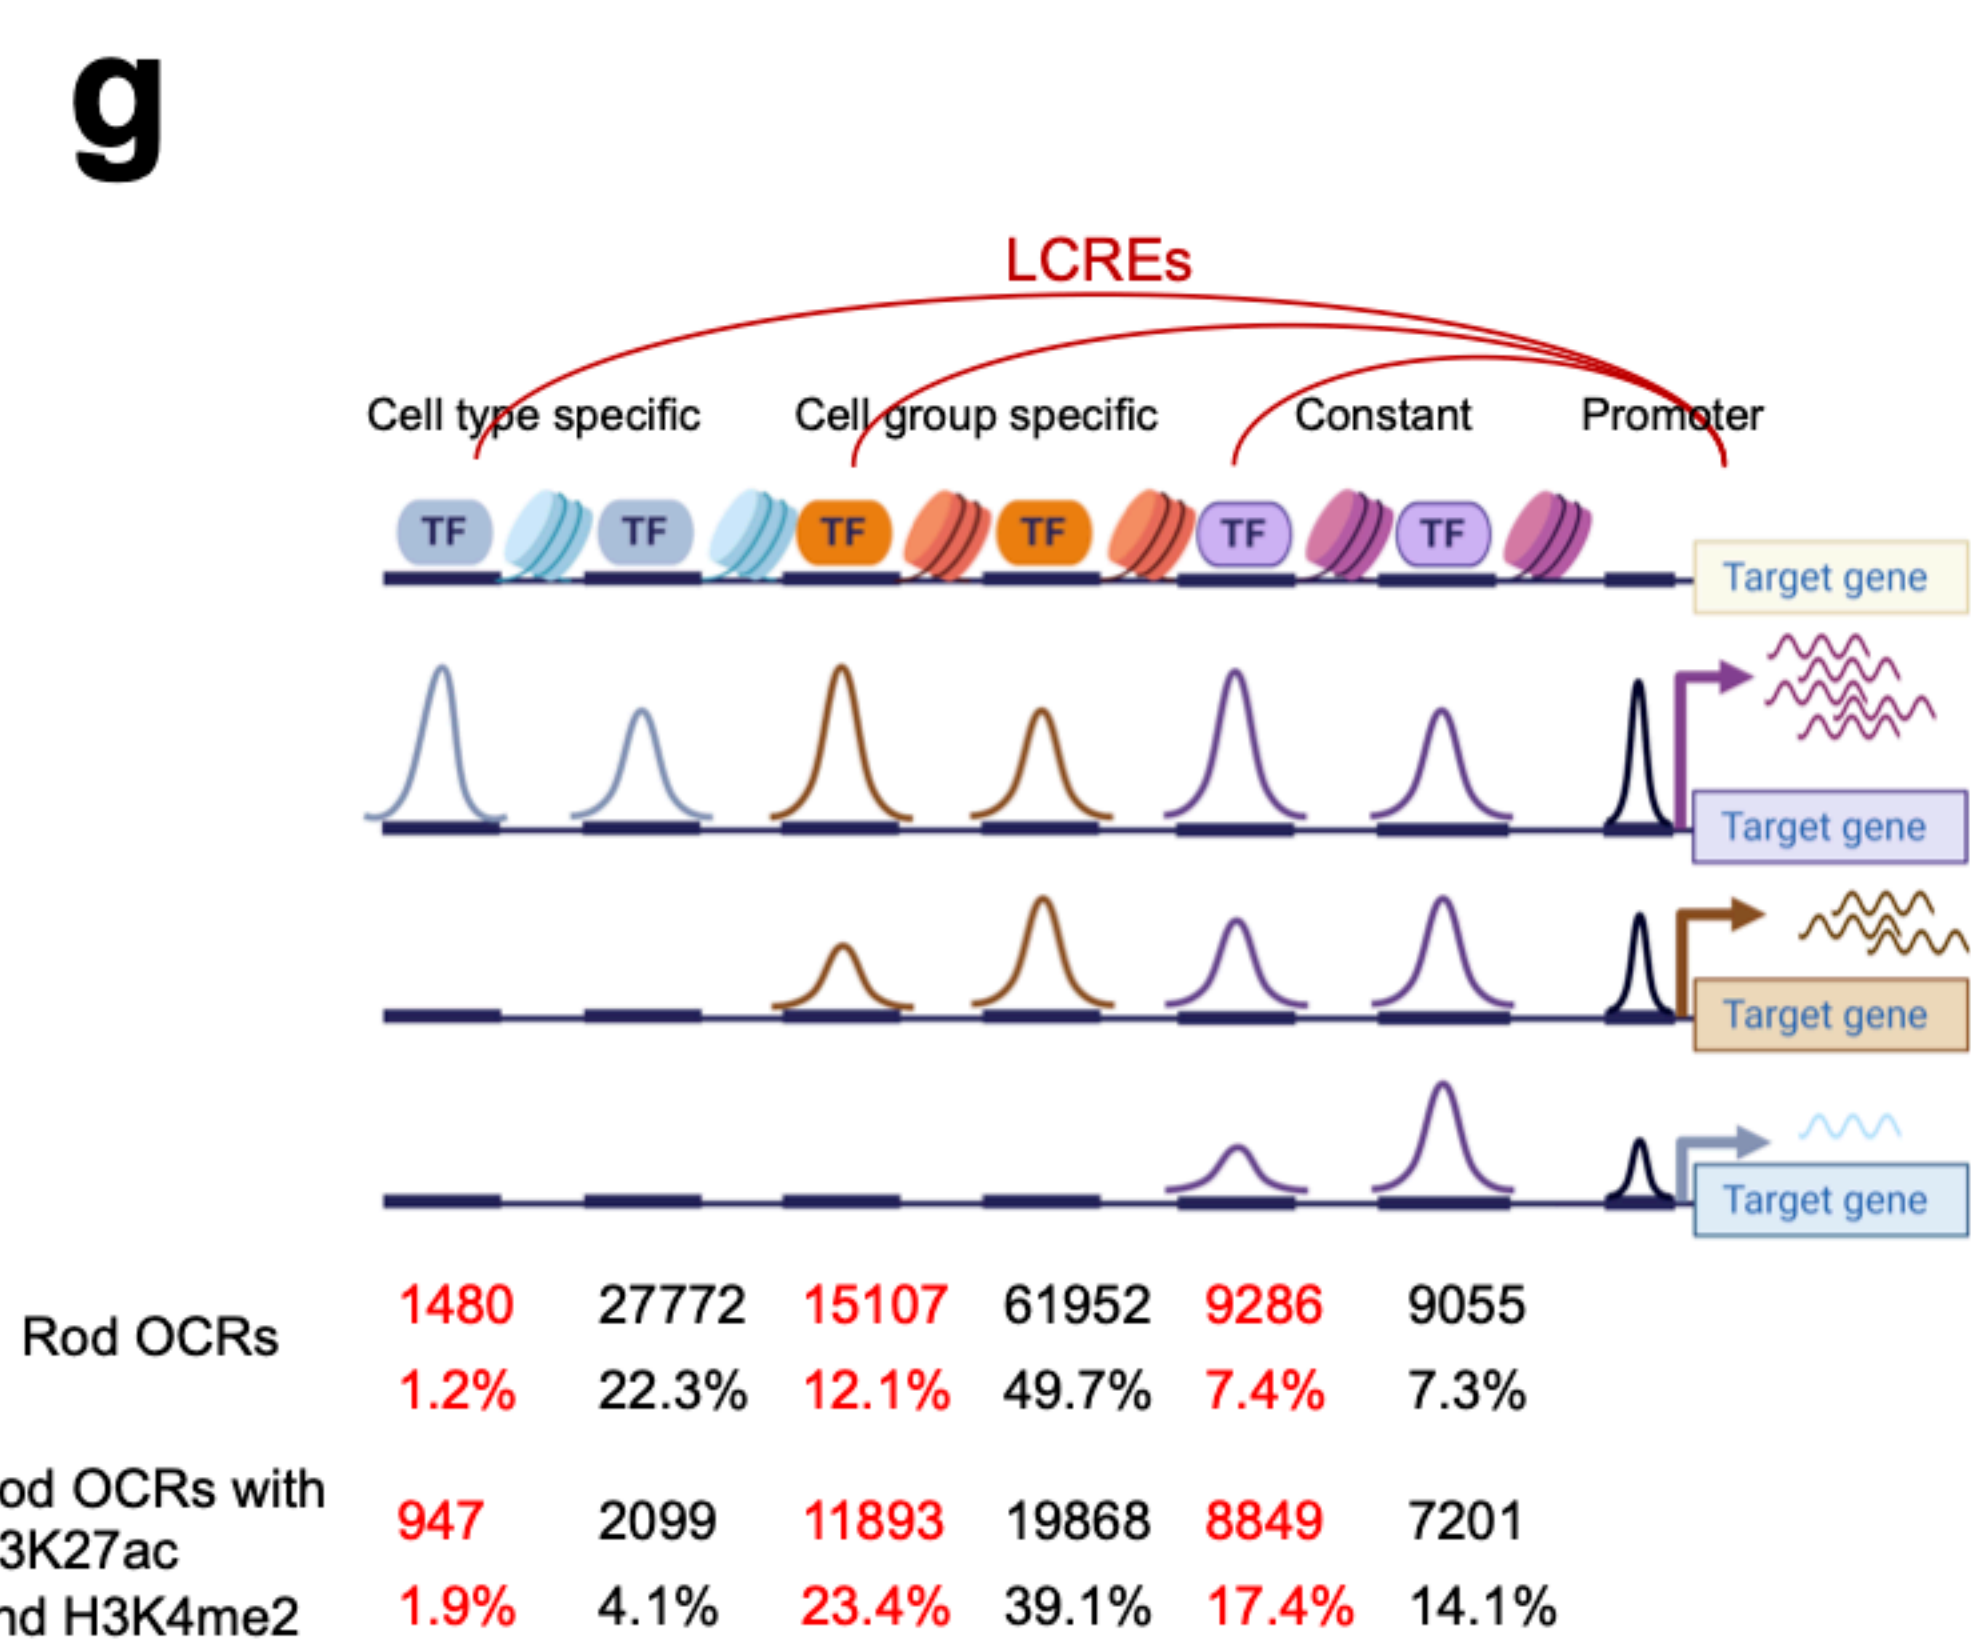 g
LCREs
Cell type specific Cell group specific Constant Promoter
TF TF TF TF TF TF
Target gene
Target gene
Target gene
Target gene
Rod OCRs
1480 27772 15107 61952 9286 9055
1.2% 22.3% 12.1% 49.7% 7.4% 7.3%
od OCRs with
3K27ac
nd H3K4me2
947 2099 11893 19868 8849 7201
1.9% 4.1% 23.4% 39.1% 17.4% 14.1%